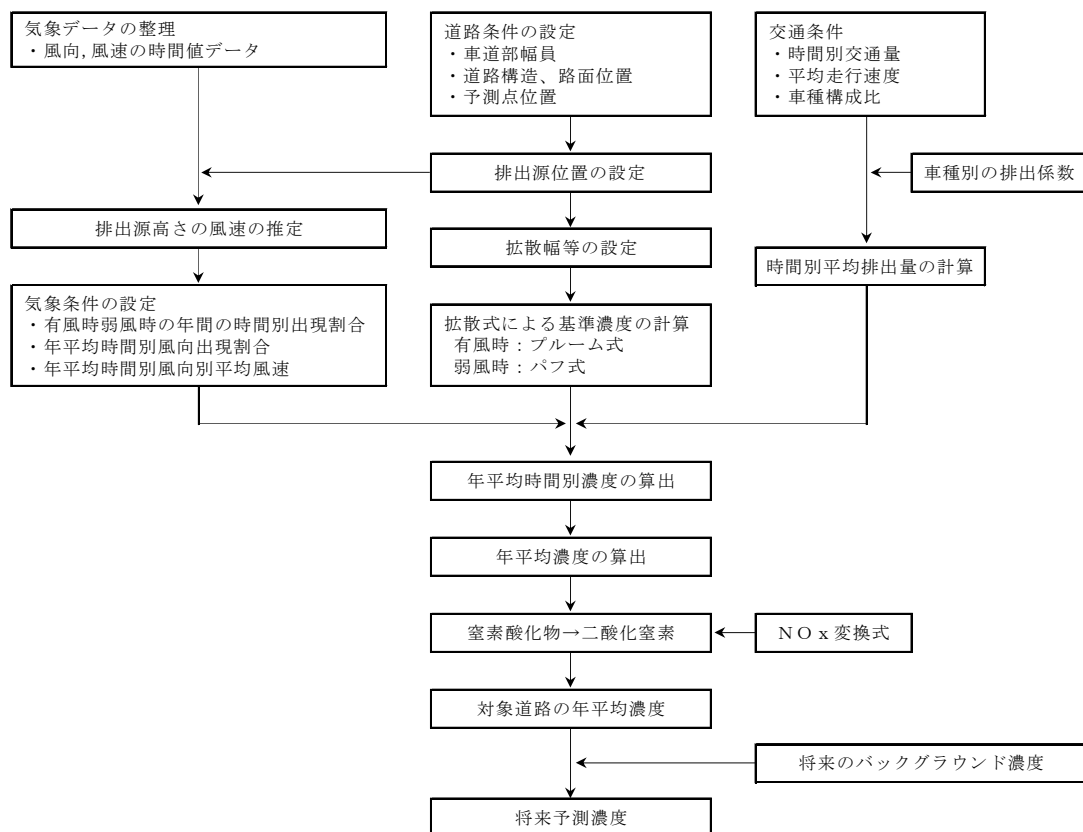 気象データの整理
・風向,風速の時間値データ
道路条件の設定
・車道部幅員
・道路構造、路面位置
・予測点位置
交通条件
・時間別交通量
・平均走行速度
・車種構成比
排出源位置の設定
車種別の排出係数
排出源高さの風速の推定
拡散幅等の設定
時間別平均排出量の計算
気象条件の設定
・有風時弱風時の年間の時間別出現割合
・年平均時間別風向出現割合
・年平均時間別風向別平均風速
拡散式による基準濃度の計算
有風時：プルーム式
弱風時：パフ式
年平均時間別濃度の算出
年平均濃度の算出
窒素酸化物→二酸化窒素
ＮＯｘ変換式
対象道路の年平均濃度
将来のバックグラウンド濃度
将来予測濃度